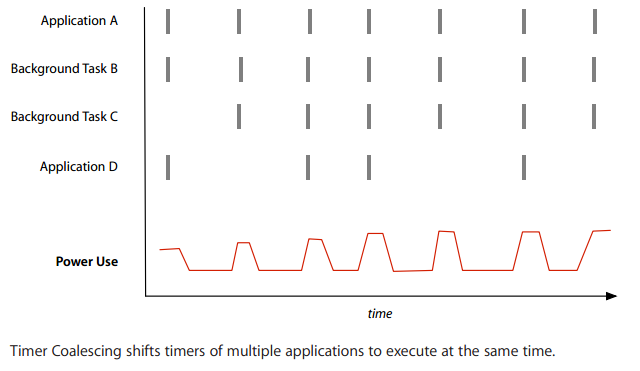 Application A
Background Task B
Background Task C
Application D
Power Use
time
Timer Coalescing shifts timers of multiple applications to execute at the same time.